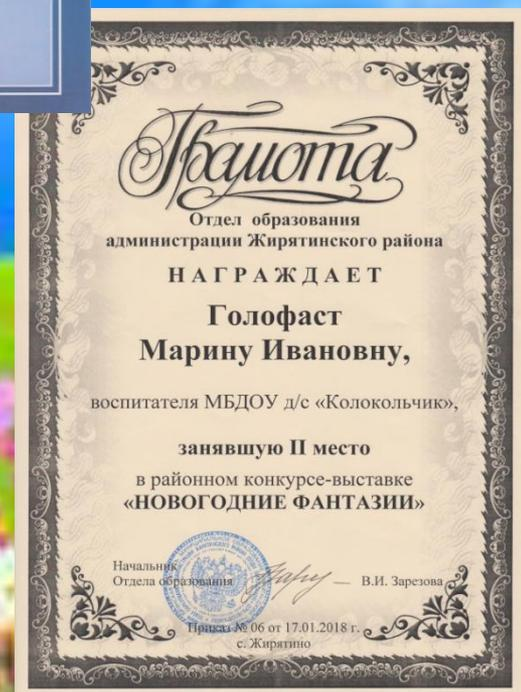 Грамота
Отдел образования
администрации Жирятинского района
НАГРАЖДАЕТ
Голофаст
Марину Ивановну,
воспитателя МБДОУ д/с «Колокольчик»,
занявшую II место
в районном конкурсе-выставке
«НОВОГОДНИЕ ФАНТАЗИИ»
Начальник
Отдела образования
В.И. Зарезова
Приказ № 06 от 17.01.2018 г.
с. Жирятино